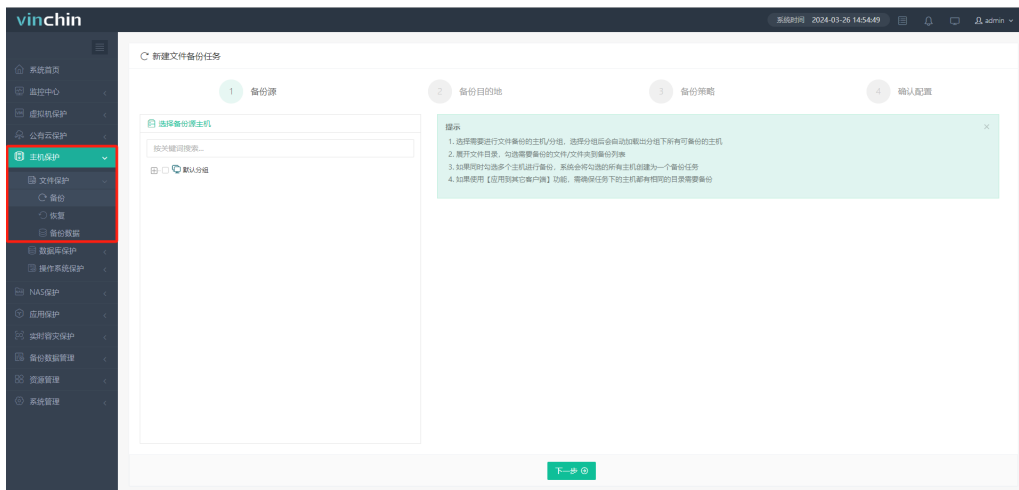 vinchin
系统时间 2024-03-26 14:54:49
admin
系统首页
监控中心
虚拟机保护
公有云保护
主机保护
文件保护
备份
恢复
备份数据
数据库保护
操作系统保护
NAS保护
应用保护
实时容灾保护
备份数据管理
资源管理
系统管理
新建文件备份任务
1 备份源
2 备份目的地
3 备份策略
4 确认配置
选择备份源主机
按关键词搜索...
默认分组
提示
1. 选择需要进行文件备份的主机/分组，选择分组后会自动加载出分组下所有可备份的主机
2. 展开文件目录，勾选需要备份的文件/文件夹到备份列表
3. 如果同时勾选多个主机进行备份，系统会将勾选的所有主机创建为一个备份任务
4. 如果使用【应用到其它客户端】功能，需确保任务下的主机都有相同的目录需要备份
下一步